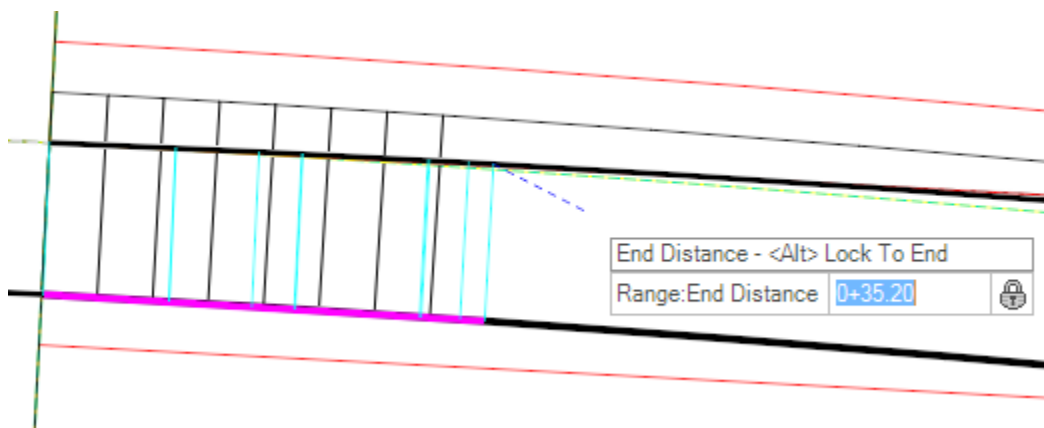 End Distance - <Alt> Lock To End
Range:End Distance 0+35.20